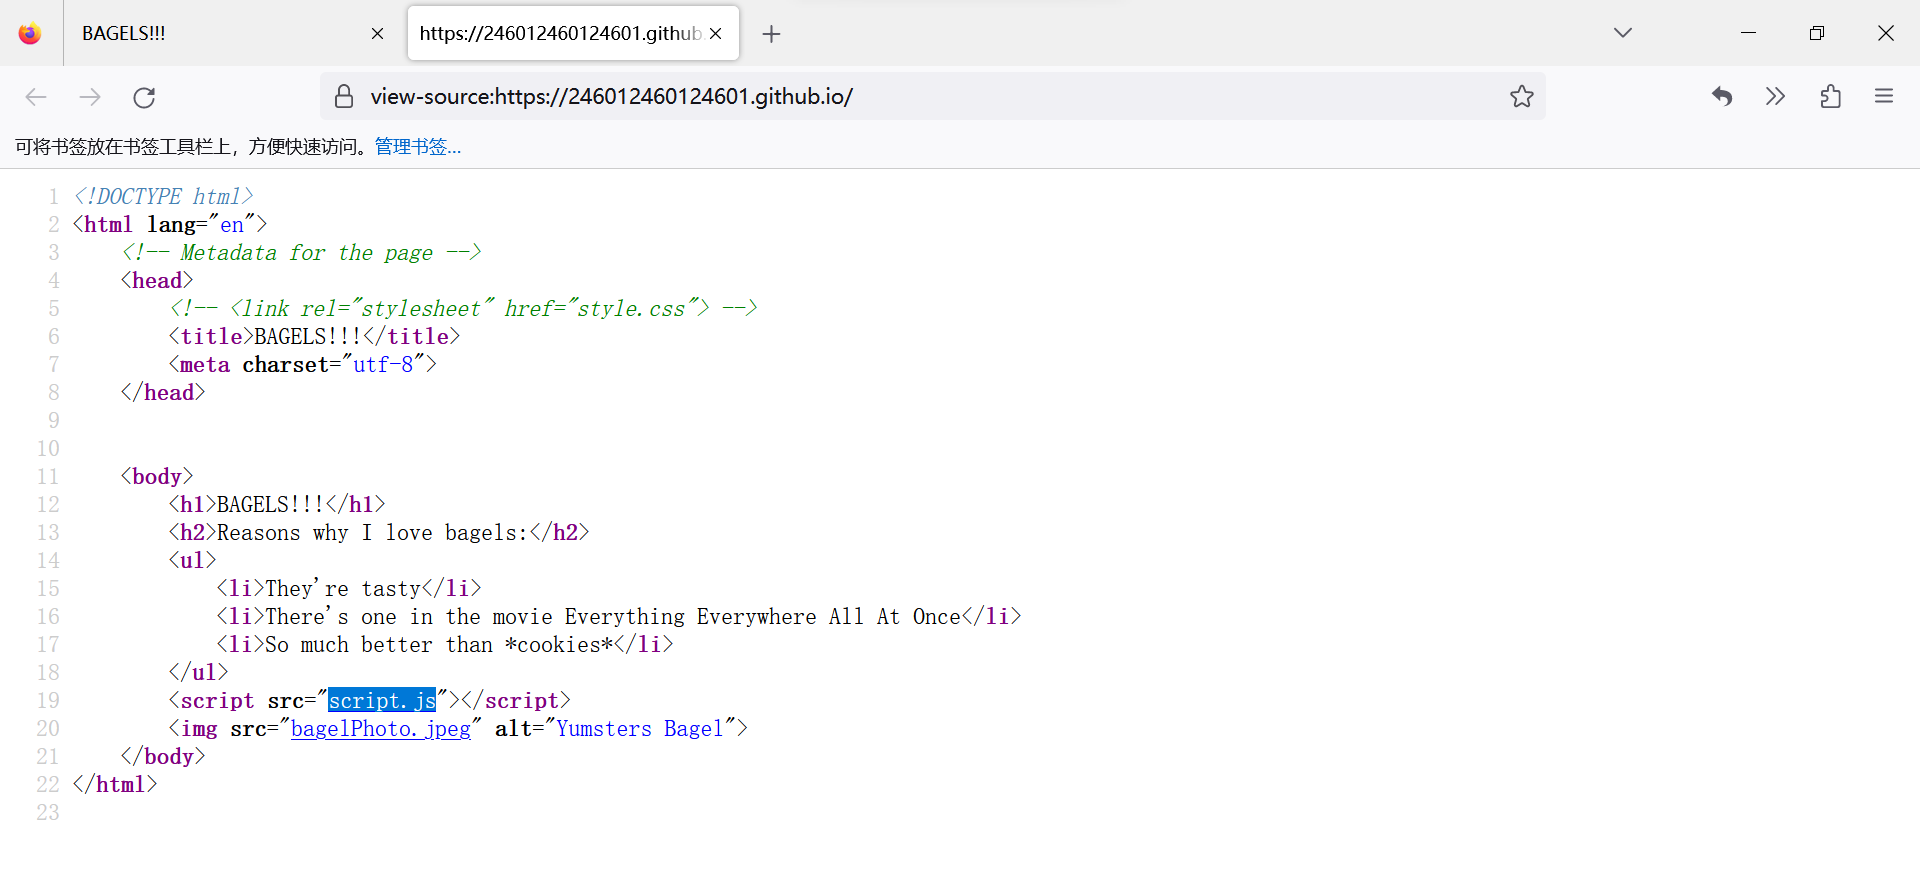 BAGELS!!!
https://246012460124601.github.
view-source:https://246012460124601.github.io/
可将书签放在书签工具栏上，方便快速访问。管理书签...
1 <!DOCTYPE html>
2 <html lang="en">
3     <!-- Metadata for the page -->
4     <head>
5         <!-- <link rel="stylesheet" href="style.css"> -->
6         <title>BAGELS!!!</title>
7         <meta charset="utf-8">
8     </head>
9
10
11     <body>
12         <h1>BAGELS!!!</h1>
13         <h2>Reasons why I love bagels:</h2>
14         <ul>
15             <li>They're tasty</li>
16             <li>There's one in the movie Everything Everywhere All At Once</li>
17             <li>So much better than *cookies*</li>
18         </ul>
19         <script src="script.js"></script>
20         <img src="bagelPhoto.jpeg" alt="Yumsters Bagel">
21     </body>
22 </html>
23